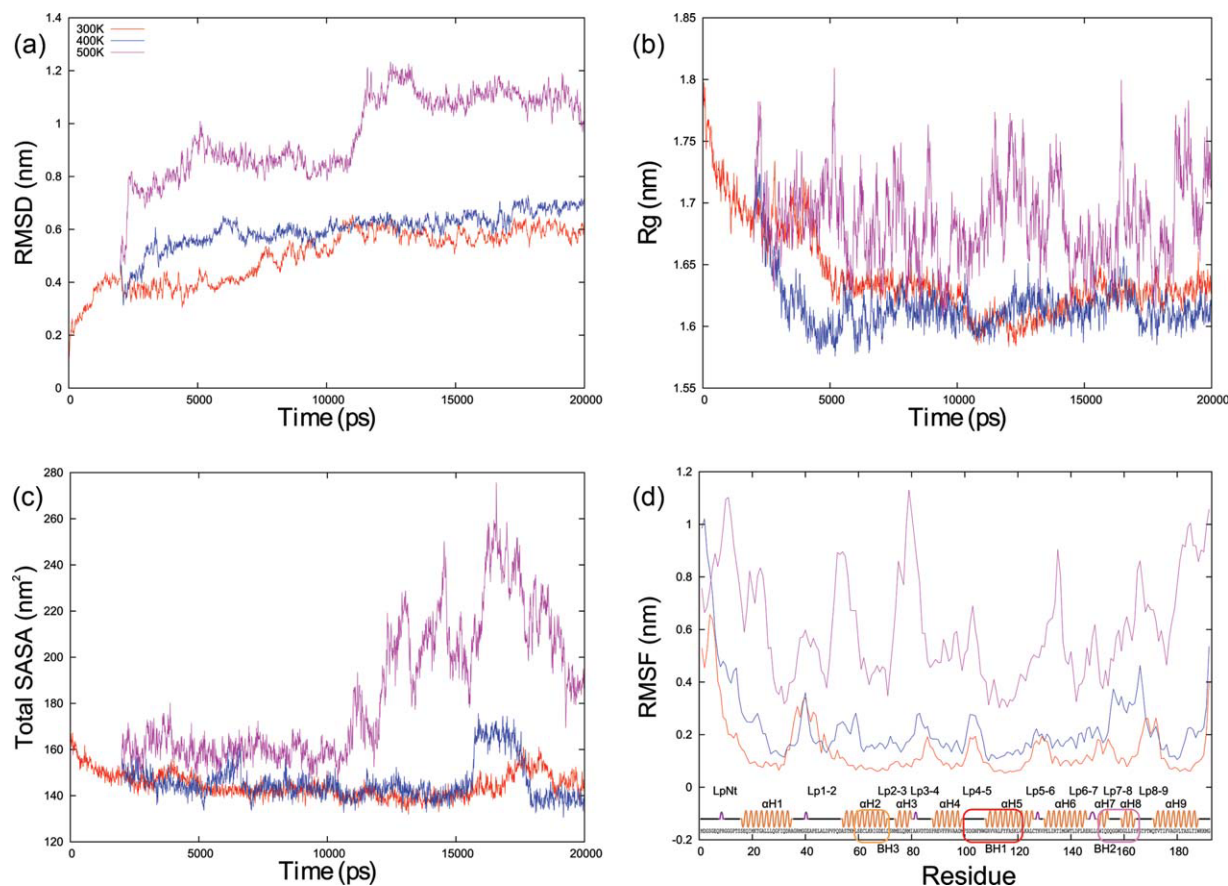 (a)
300K
400K
500K
RMSD (nm)
1.4
1.2
1
0.8
0.6
0.4
0.2
0
0 5000 10000 15000 20000
Time (ps)
(b)
Rg (nm)
1.85
1.8
1.75
1.7
1.65
1.6
1.55
0 5000 10000 15000 20000
Time (ps)
(c)
Total SASA (nm²)
280
260
240
220
200
180
160
140
120
0 5000 10000 15000 20000
Time (ps)
(d)
RMSF (nm)
1.2
1
0.8
0.6
0.4
0.2
0
-0.2
LpNt Lp1-2 Lp2-3 Lp3-4 Lp4-5 Lp5-6 Lp6-7 Lp7-8 Lp8-9
αH1 αH2 αH3 αH4 αH5 αH6 αH7 αH8 αH9
BH3 BH1 BH2
0 20 40 60 80 100 120 140 160 180
Residue